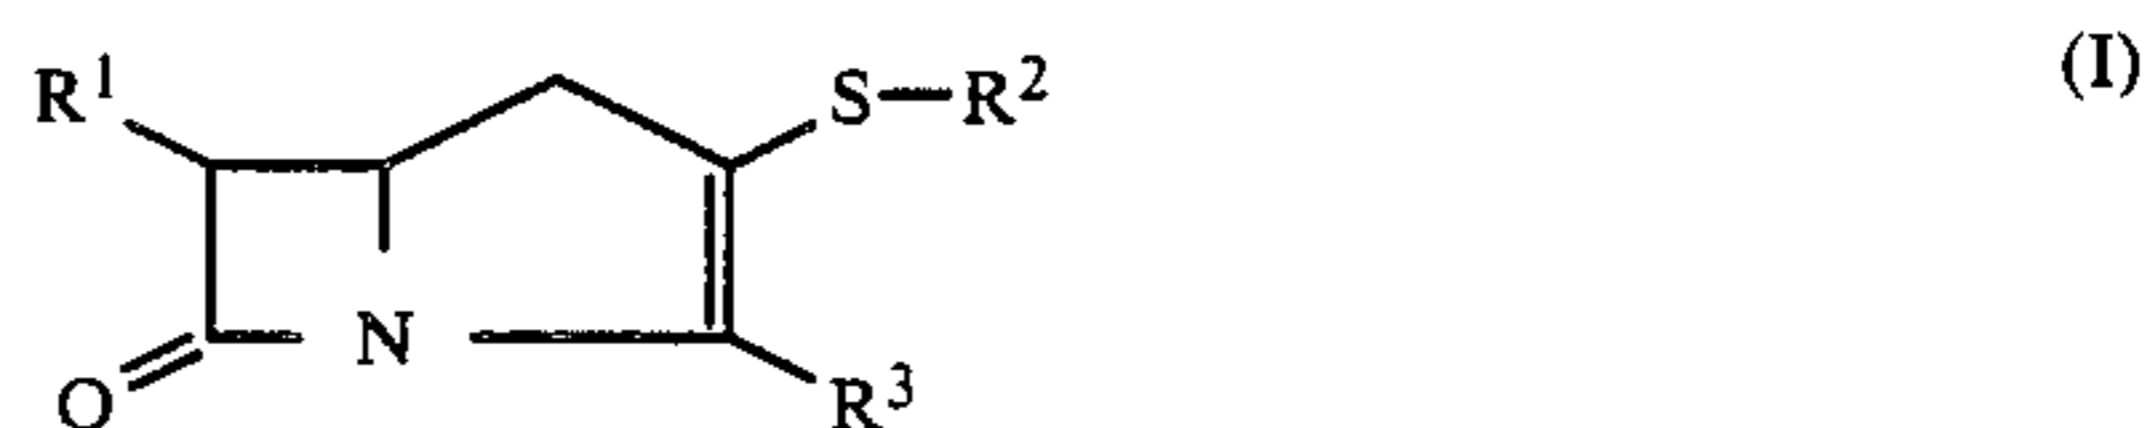 R¹ S—R² (I)
N
O R³